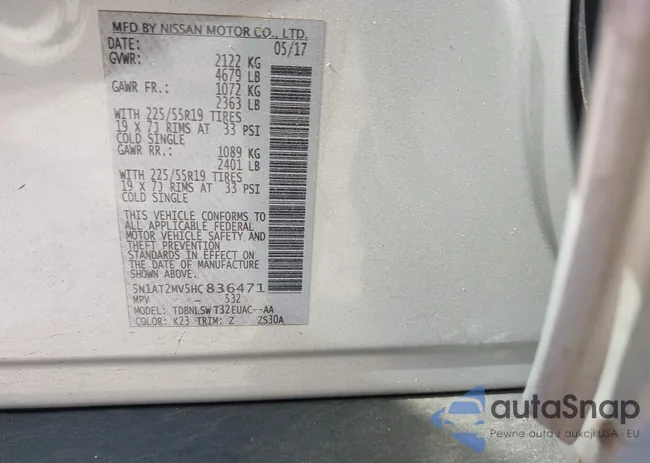 MFD BY NISSAN MOTOR CO., LTD.
DATE: 05/17
GVWR: 2122 KG
4679 LB
GAWR FR.: 1072 KG
2363 LB
WITH 225/55R19 TIRES
19 X 7J RIMS AT 33 PSI
COLD SINGLE
GAWR RR.: 1089 KG
2401 LB
WITH 225/55R19 TIRES
19 X 7J RIMS AT 33 PSI
COLD SINGLE
THIS VEHICLE CONFORMS TO
ALL APPLICABLE FEDERAL
MOTOR VEHICLE SAFETY AND
THEFT PREVENTION
STANDARDS IN EFFECT ON
DATE OF MANUFACTURE
SHOWN ABOVE.
5N1AT2MV5HC836471
MPV - 532
MODEL: TDBNLSW T32EUAC--AA
COLOR: K23 TRIM: Z ZS30A
autaSnap
Pewne auta z aukcji USA i EU